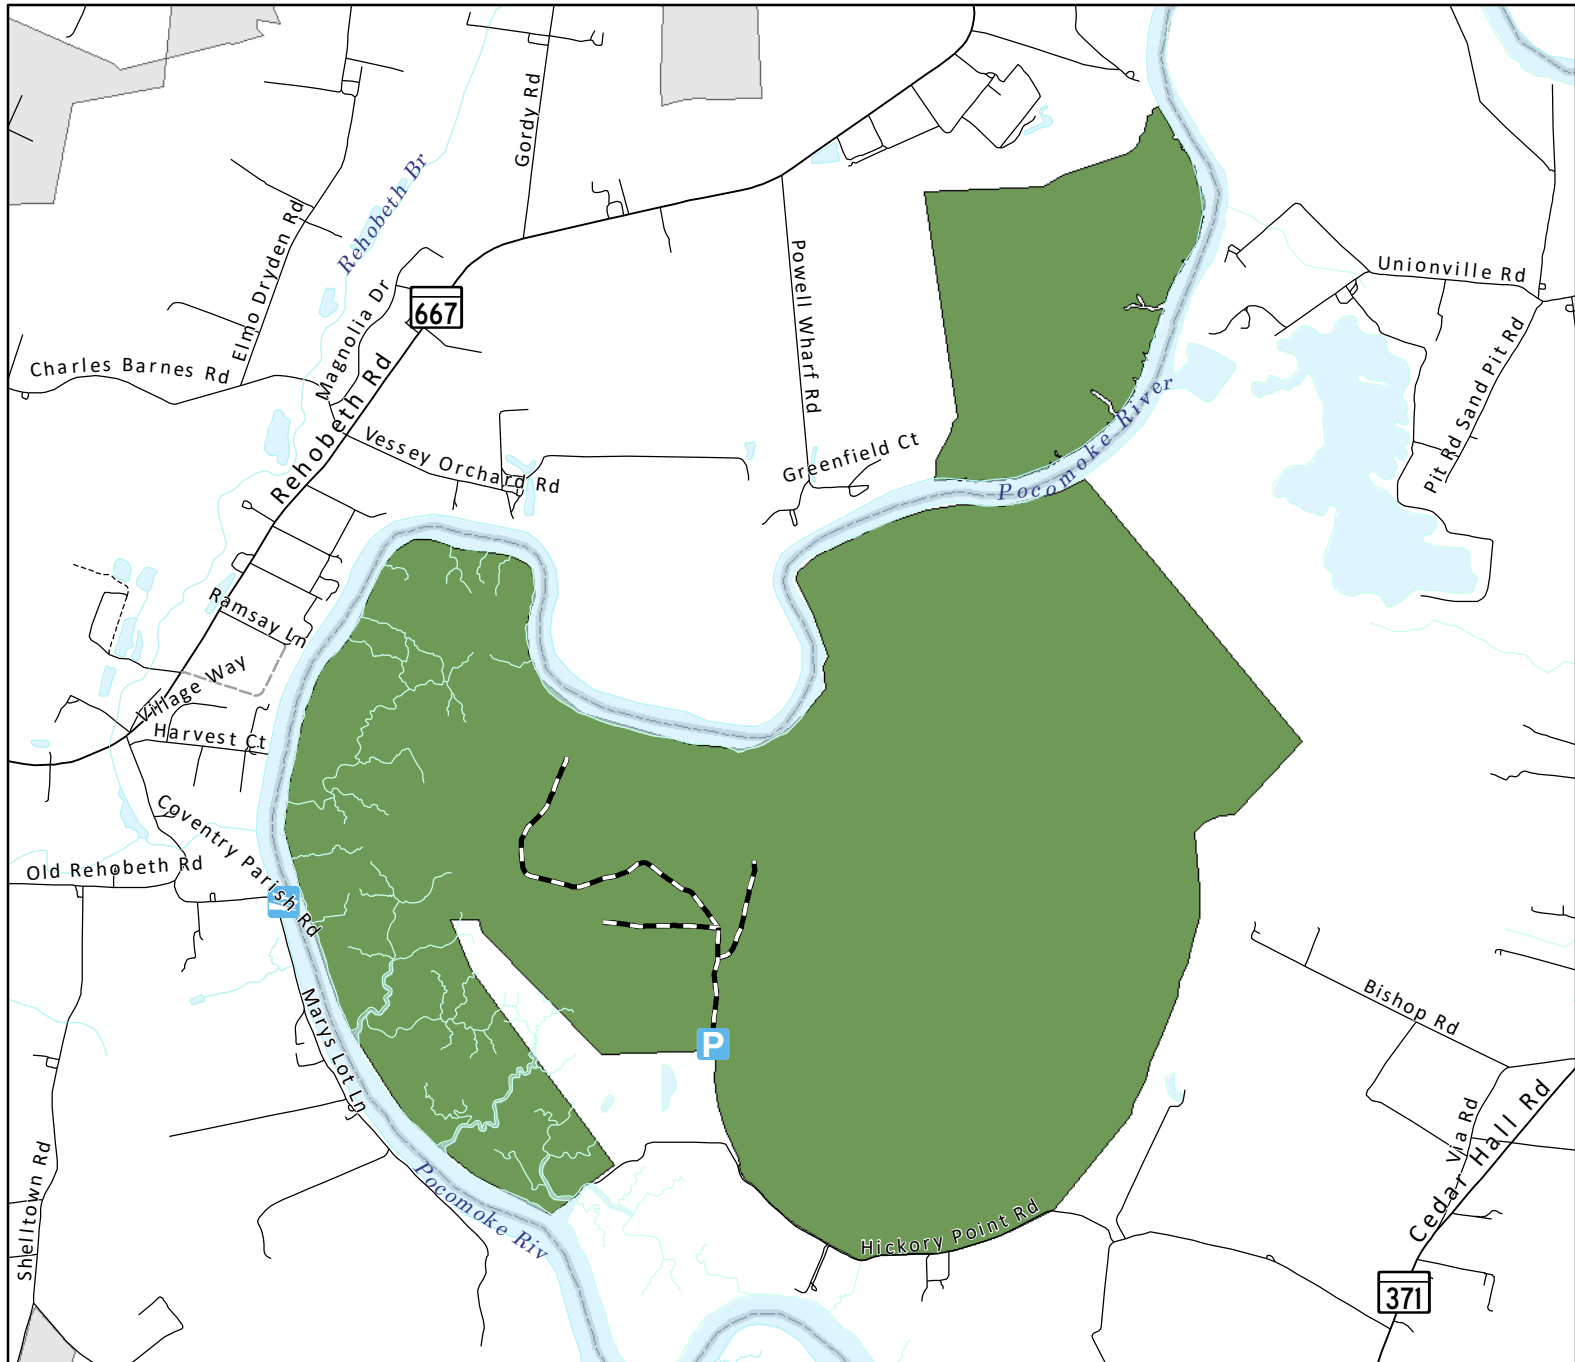 Gordy Rd
Rehobeth Br
Elmo Dryden Rd
Magnolia Dr
667
Powell Wharf Rd
Unionville Rd
Charles Barnes Rd
Rehobeth Rd
Pit Rd Sand Pit Rd
Vessey Orchard Rd
Greenfield Ct
Pocomoke River
Ramsay Ln
Village Way
Harvest Ct
Coventry Parish Rd
Old Rehobeth Rd
Marys Lot Ln
P
Bishop Rd
Via Rd
Cedar Hall Rd
Shelltown Rd
Pocomoke Riv
Hickory Point Rd
371